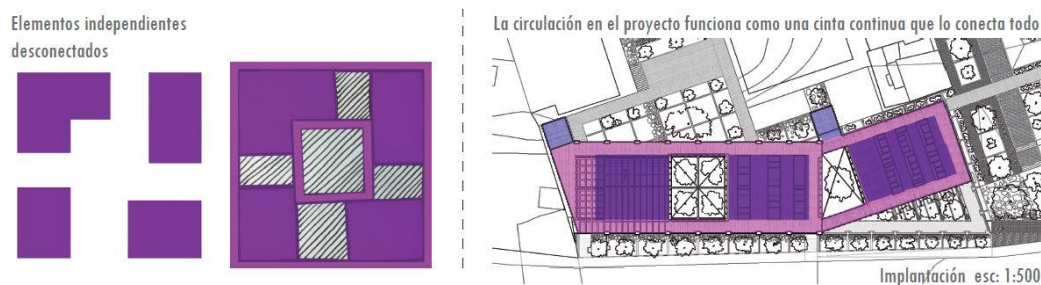 Elementos independientes
desconectados
La circulación en el proyecto funciona como una cinta continua que lo conecta todo
Implantación esc: 1:500